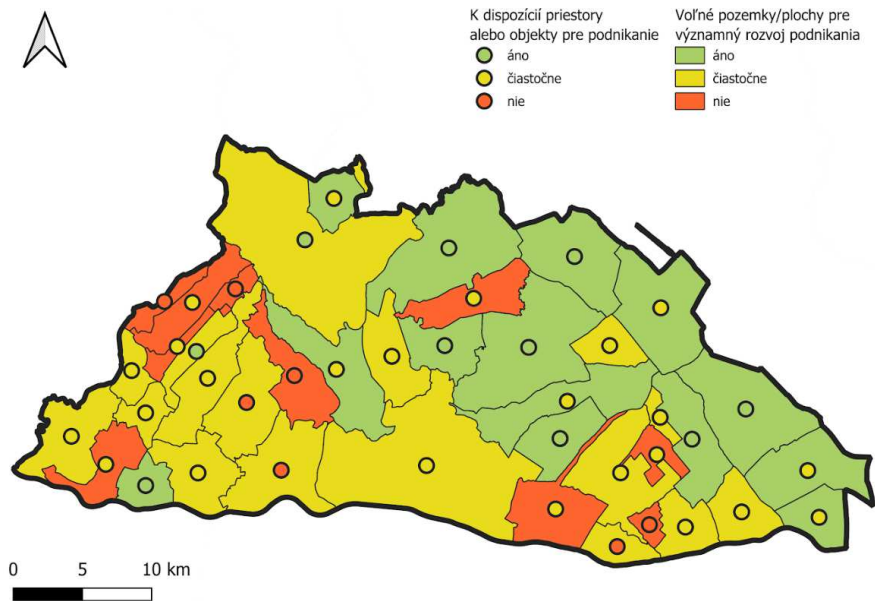 K dispozícií priestory
alebo objekty pre podnikanie
áno
čiastočne
nie
Voľné pozemky/plochy pre
významný rozvoj podnikania
áno
čiastočne
nie
0 5 10 km